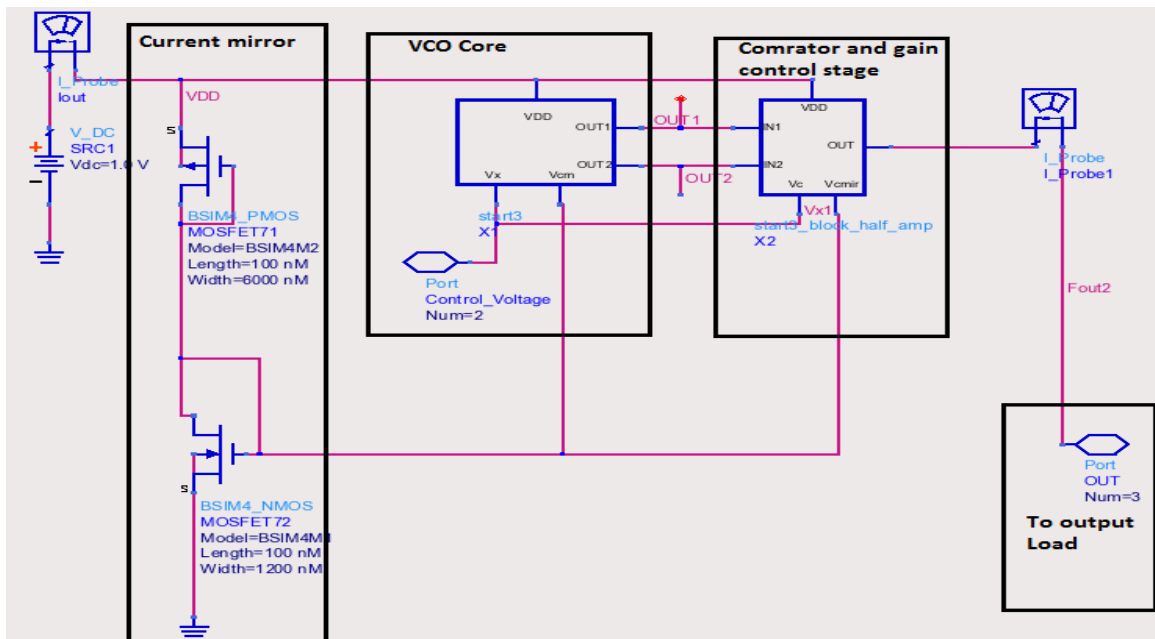 Current mirror
VCO Core
Comrator and gain
control stage
I_Probe
Iout
VDD
S
V_DC
SRC1
Vdc=1.0 V
+
BSIM4_PMOS
MOSFET71
Model=BSIM4M2
Length=100 nM
Width=6000 nM
VDD
OUT1
OUT2
Vx
Vcm
start3
X1
Port
Control_Voltage
Num=2
OUT1
OUT2
VDD
IN1
IN2
OUT
Vc
Vcmir
Vx1
start3_block_half_amp
X2
I_Probe
I_Probe1
Fout2
S
BSIM4_NMOS
MOSFET72
Length=100 nM
Width=1200 nM
Port
OUT
Num=3
To output
Load